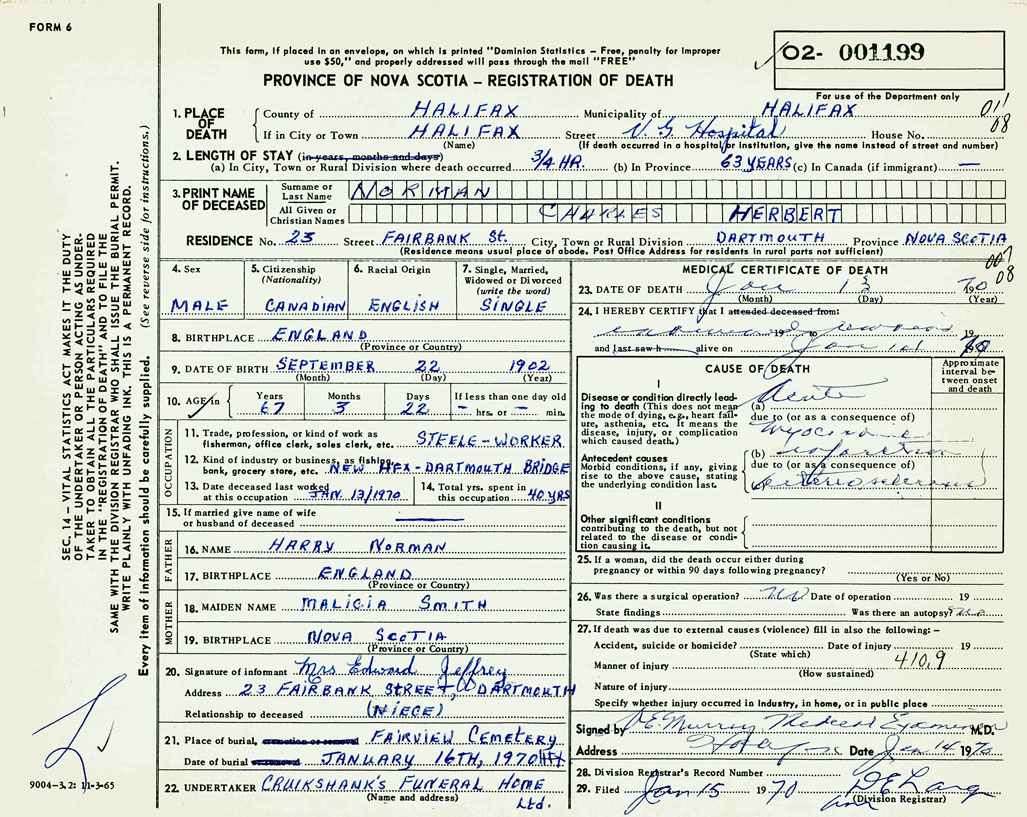 FORM 6
This form, if placed in an envelope, on which is printed "Dominion Statistics – Free, penalty for improper
use $50," and properly addressed will pass through the mail "FREE"
PROVINCE OF NOVA SCOTIA – REGISTRATION OF DEATH
02- 001199
For use of the Department only
011
08
1. PLACE OF DEATH
County of HALIFAX Municipality of HALIFAX
If in City or Town HALIFAX Street V. G. Hospital House No.
(Name) (If death occurred in a hospital or institution, give the name instead of street and number)
2. LENGTH OF STAY (in years, months and days)
(a) In City, Town or Rural Division where death occurred 3/4 HR. (b) In Province 63 YEARS (c) In Canada (if immigrant) —
3. PRINT NAME OF DECEASED
Surname or Last Name NORMAN
All Given or Christian Names CHARLES HERBERT
RESIDENCE No. 23 Street FAIRBANK St. City, Town or Rural Division DARTMOUTH Province NOVA SCOTIA
(Residence means usual place of abode. Post Office Address for residents in rural parts not sufficient)
4. Sex MALE
5. Citizenship (Nationality) CANADIAN
6. Racial Origin ENGLISH
7. Single, Married, Widowed or Divorced (write the word) SINGLE
8. BIRTHPLACE ENGLAND
(Province or Country)
9. DATE OF BIRTH SEPTEMBER 22 1902
(Month) (Day) (Year)
10. AGE in Years 67 Months 3 Days 22 If less than one day old – hrs. or – min.
OCCUPATION
11. Trade, profession, or kind of work as
fisherman, office clerk, sales clerk, etc. STEELE-WORKER
12. Kind of industry or business, as fishing,
bank, grocery store, etc. NEW HFX-DARTMOUTH BRIDGE
13. Date deceased last worked
at this occupation JAN. 13/1970
14. Total yrs. spent in
this occupation 40 YRS
15. If married give name of wife
or husband of deceased ——
FATHER
16. NAME HARRY NORMAN
17. BIRTHPLACE ENGLAND
(Province or Country)
MOTHER
18. MAIDEN NAME MALICIA SMITH
19. BIRTHPLACE NOVA SCOTIA
(Province or Country)
20. Signature of informant Mrs Edward Jeffrey
Address 23 FAIRBANK STREET, DARTMOUTH
Relationship to deceased (NIECE)
21. Place of burial, cremation or removal FAIRVIEW CEMETERY
Date of burial JANUARY 16TH, 1970 HFX
22. UNDERTAKER CRUIKSHANK'S FUNERAL HOME
(Name and address) Ltd.
MEDICAL CERTIFICATE OF DEATH
007
08
23. DATE OF DEATH Jan 13 1970
(Month) (Day) (Year)
24. I HEREBY CERTIFY that I attended deceased from:
19 to 19
and last saw h alive on Jan 1970
CAUSE OF DEATH
Approximate interval between onset and death
I
Disease or condition directly leading to death (This does not mean
the mode of dying, e.g., heart failure, asthenia, etc. It means the
disease, injury, or complication
which caused death.)
(a) Acute
due to (or as a consequence of)
myocardial
Antecedent causes
Morbid conditions, if any, giving
rise to the above cause, stating
the underlying condition last.
(b) infarction
due to (or as a consequence of)
(c) arteriosclerosis
II
Other significant conditions
contributing to the death, but not
related to the disease or condition causing it.
25. If a woman, did the death occur either during
pregnancy or within 90 days following pregnancy?
(Yes or No)
26. Was there a surgical operation? No Date of operation 19
State findings Was there an autopsy? No
27. If death was due to external causes (violence) fill in also the following: –
Accident, suicide or homicide? Date of injury 19
(State which)
Manner of injury 410.9
(How sustained)
Nature of injury
Specify whether injury occurred in Industry, in home, or in public place
Signed by D.E. Murray Medical Examiner M.D.
Address Halifax Date Jan 14 1970
28. Division Registrar's Record Number
29. Filed Jan 15 1970
(Division Registrar)
SEC. 14 – VITAL STATISTICS ACT MAKES IT THE DUTY
OF THE UNDERTAKER OR PERSON ACTING AS UNDERTAKER TO OBTAIN ALL THE PARTICULARS REQUIRED
IN THE "REGISTRATION OF DEATH" AND TO FILE THE
SAME WITH THE DIVISION REGISTRAR WHO SHALL ISSUE THE BURIAL PERMIT.
WRITE PLAINLY WITH UNFADING INK. THIS IS A PERMANENT RECORD.
Every item of information should be carefully supplied. (See reverse side for instructions.)
9004-3.2: 11-3-65